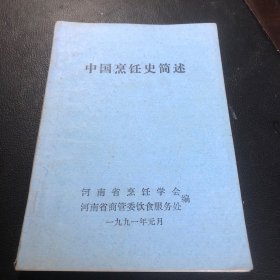 中国烹饪史简述
河南省烹饪学会
河南省商管委饮食服务处
编
一九九一年元月